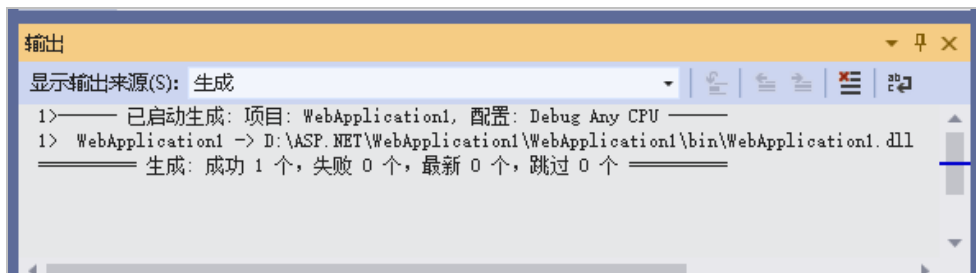 输出
显示输出来源(S): 生成
1>------ 已启动生成: 项目: WebApplication1, 配置: Debug Any CPU ------
1>  WebApplication1 -> D:\ASP.NET\WebApplication1\WebApplication1\bin\WebApplication1.dll
========== 生成: 成功 1 个，失败 0 个，最新 0 个，跳过 0 个 ==========